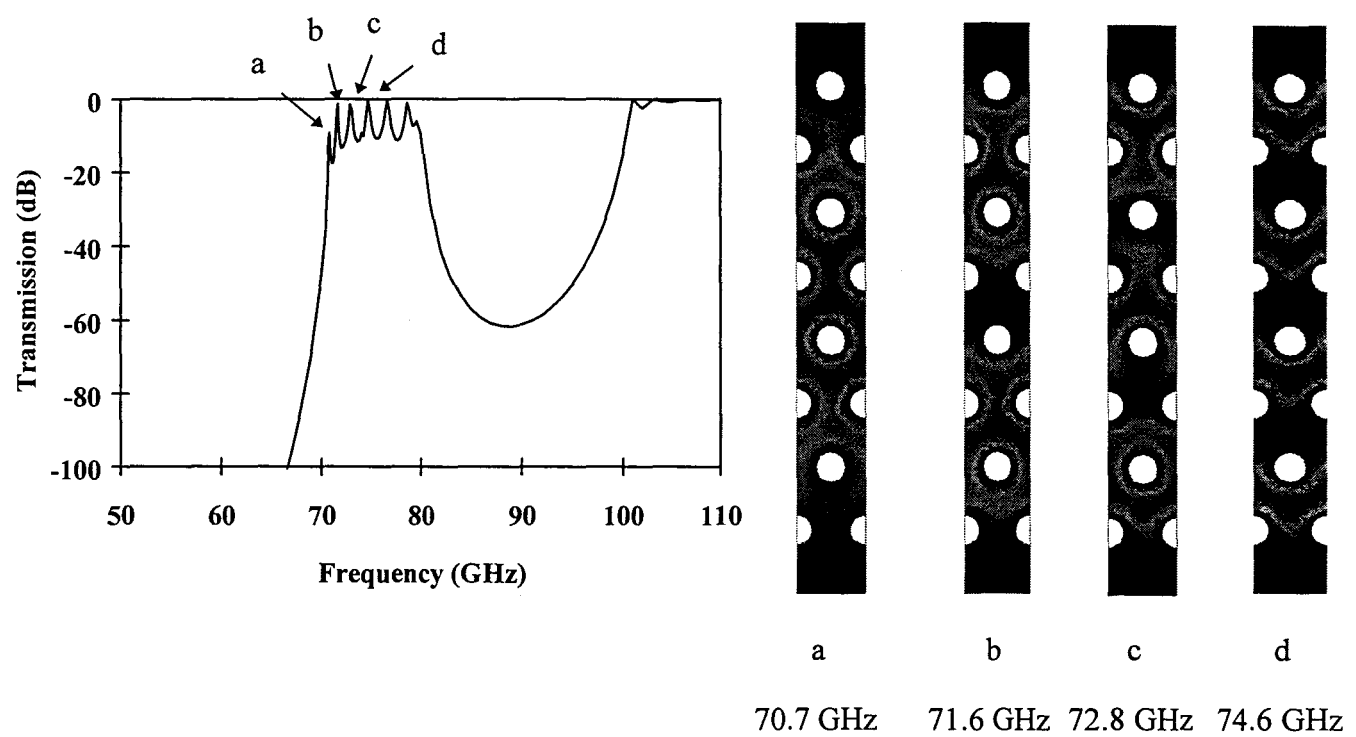 a
b
c
d
0
-20
-40
-60
-80
-100
Transmission (dB)
50 60 70 80 90 100 110
Frequency (GHz)
a b c d
70.7 GHz 71.6 GHz 72.8 GHz 74.6 GHz